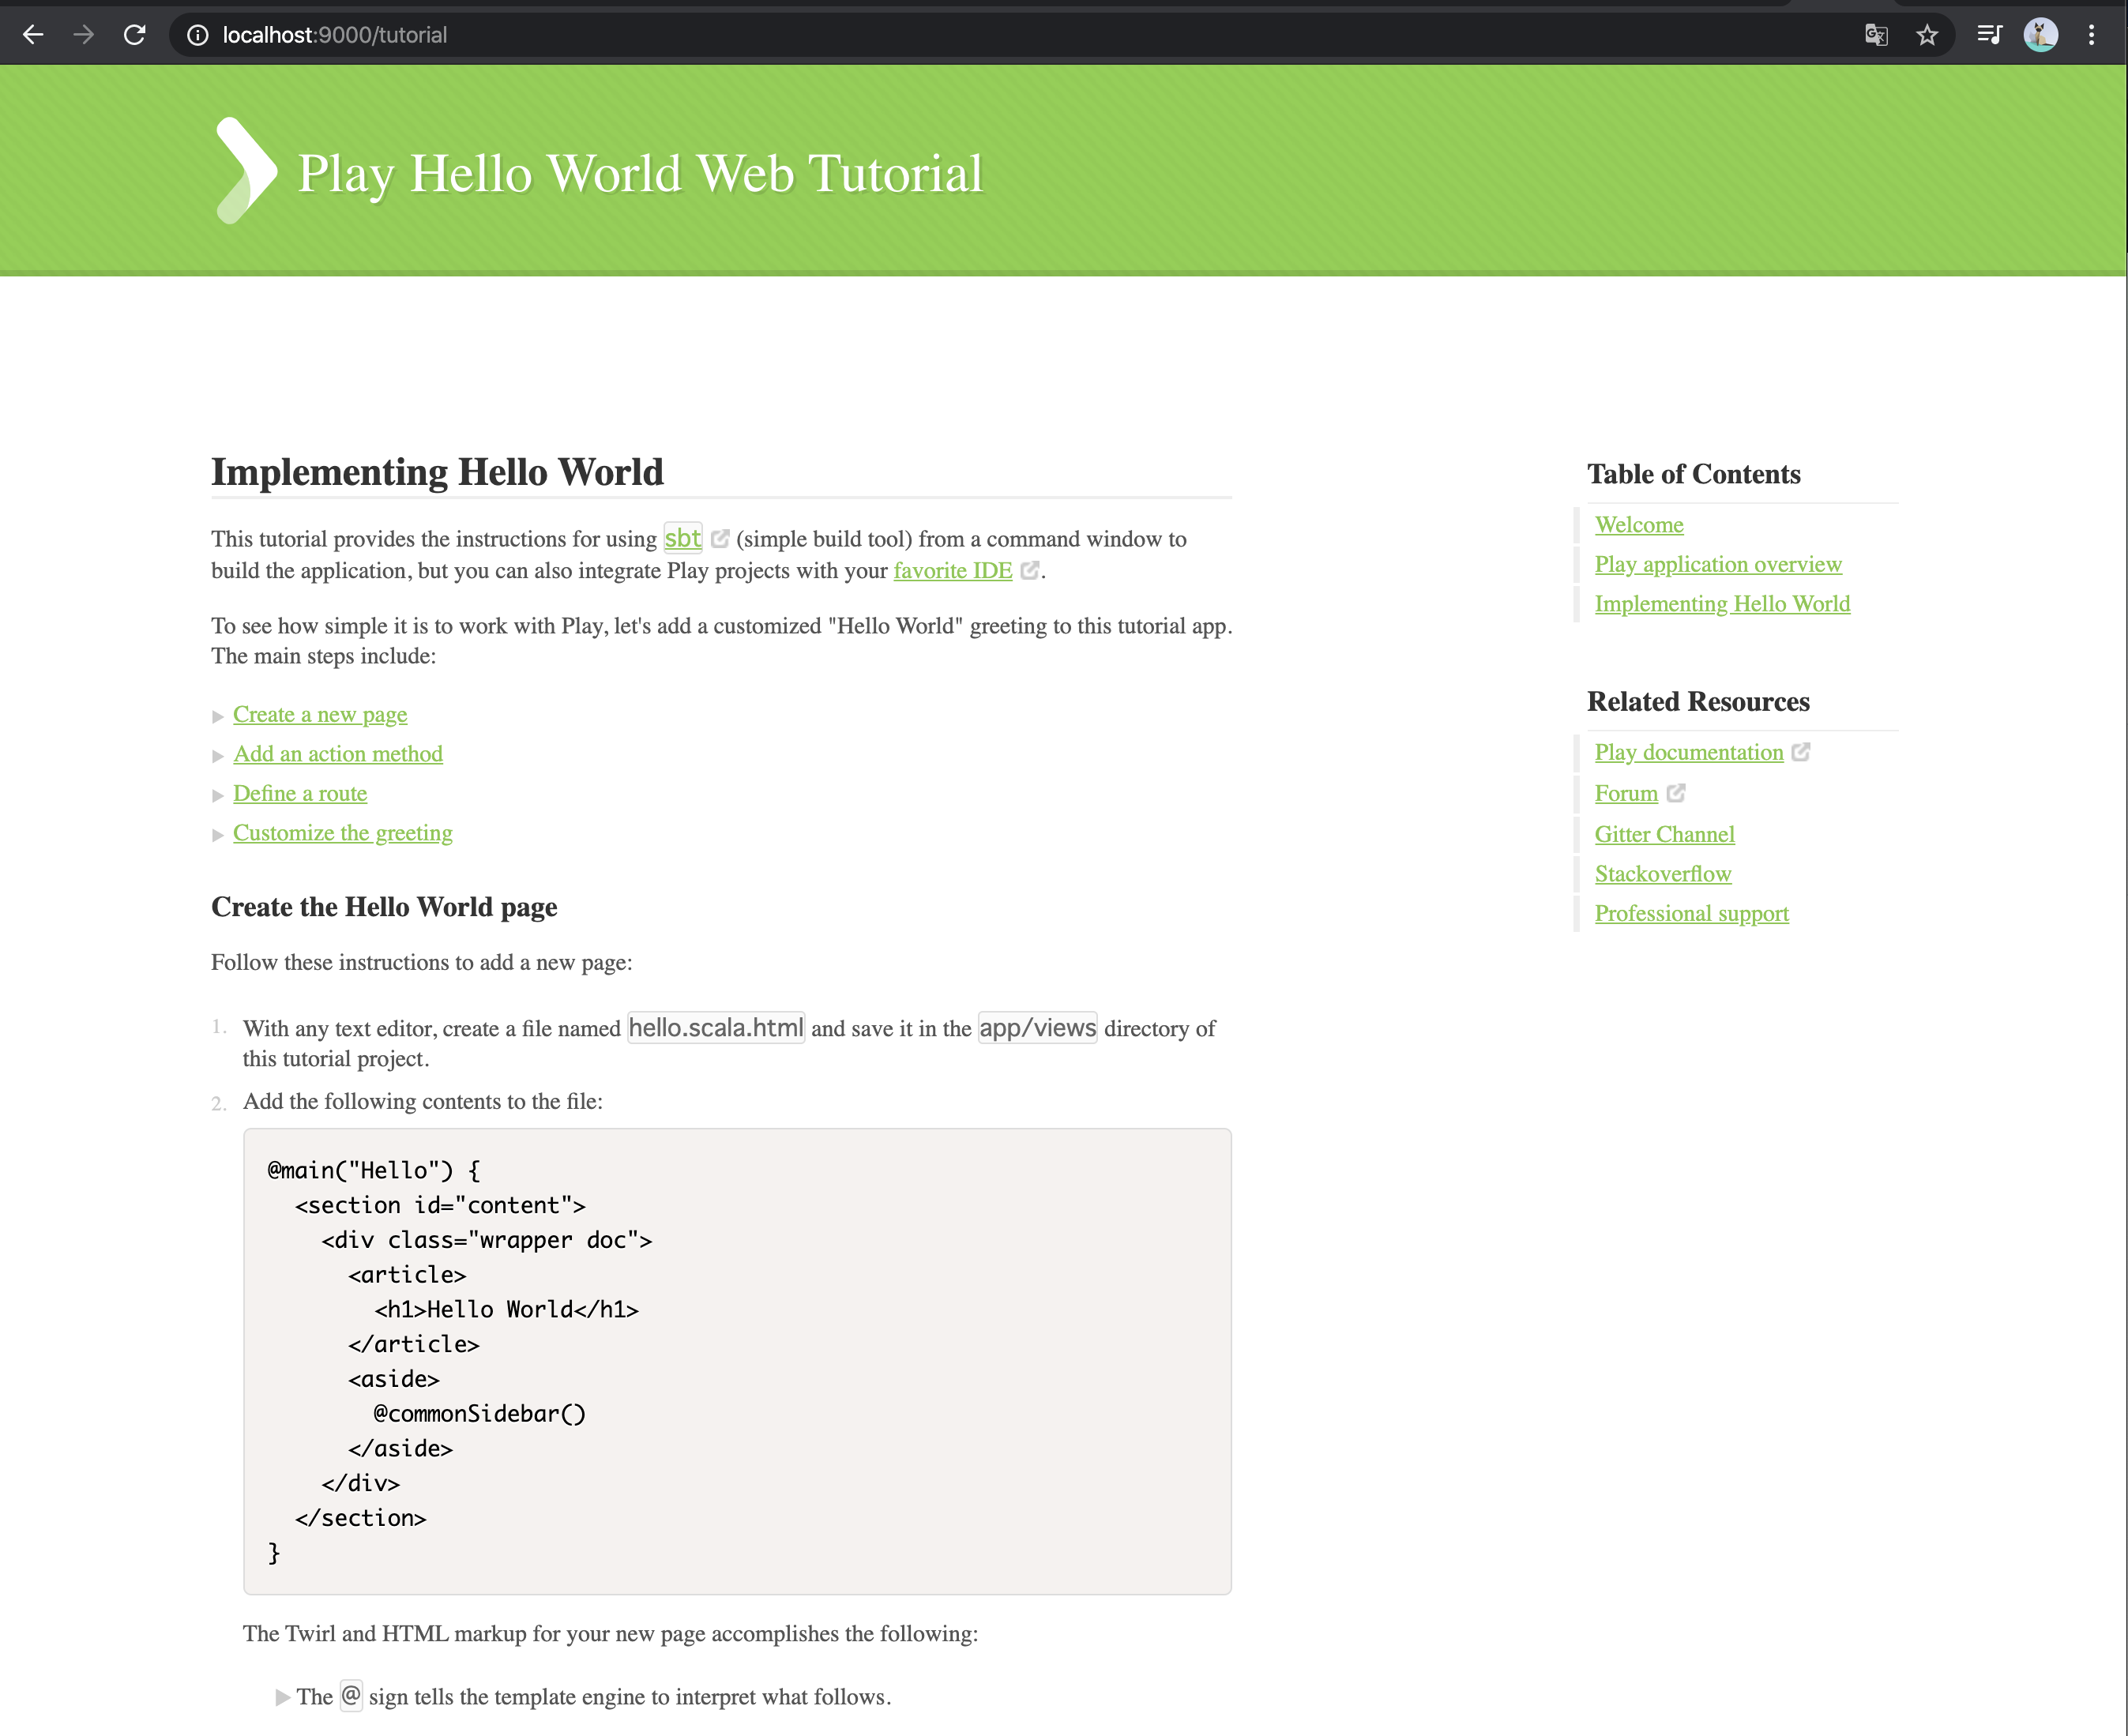 localhost:9000/tutorial
Play Hello World Web Tutorial
Implementing Hello World
This tutorial provides the instructions for using sbt (simple build tool) from a command window to
build the application, but you can also integrate Play projects with your favorite IDE .
To see how simple it is to work with Play, let's add a customized "Hello World" greeting to this tutorial app.
The main steps include:
Create a new page
Add an action method
Define a route
Customize the greeting
Create the Hello World page
Follow these instructions to add a new page:
1. With any text editor, create a file named hello.scala.html and save it in the app/views directory of
this tutorial project.
2. Add the following contents to the file:
@main("Hello") {
  <section id="content">
    <div class="wrapper doc">
      <article>
        <h1>Hello World</h1>
      </article>
      <aside>
        @commonSidebar()
      </aside>
    </div>
  </section>
}
The Twirl and HTML markup for your new page accomplishes the following:
The @ sign tells the template engine to interpret what follows.
Table of Contents
Welcome
Play application overview
Implementing Hello World
Related Resources
Play documentation
Forum
Gitter Channel
Stackoverflow
Professional support